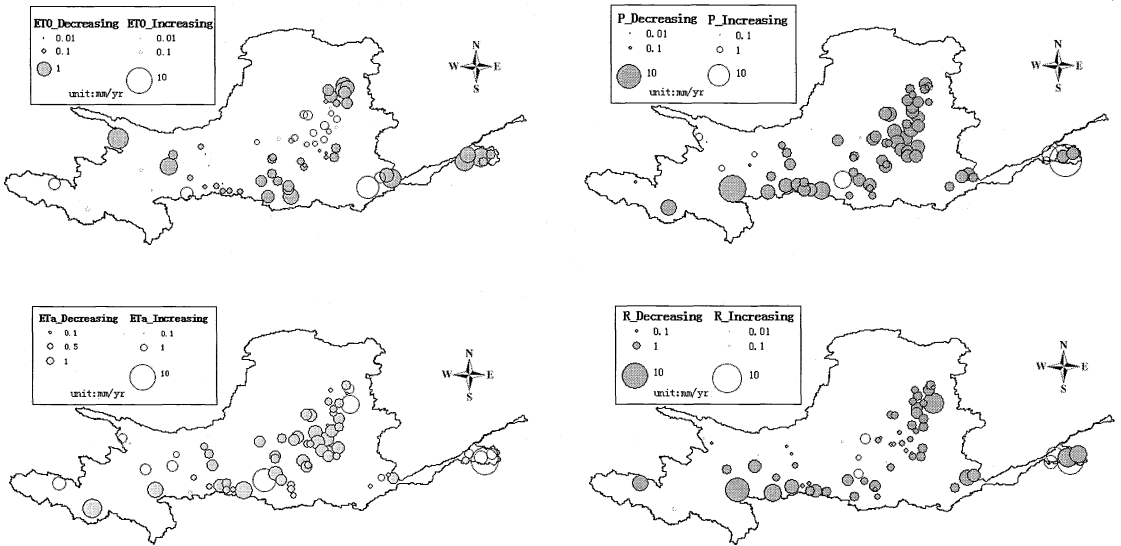 ET0_Decreasing ET0_Increasing
0.01 0.01
0.1 0.1
1 10
unit:mm/yr
N
W E
S
P_Decreasing P_Increasing
0.01 0.1
0.1 1
10 10
unit:mm/yr
N
W E
S
ETa_Decreasing ETa_Increasing
0.1 0.1
0.5 1
1 10
unit:mm/yr
N
W E
S
R_Decreasing R_Increasing
0.1 0.01
1 0.1
10 10
unit:mm/yr
N
W E
S